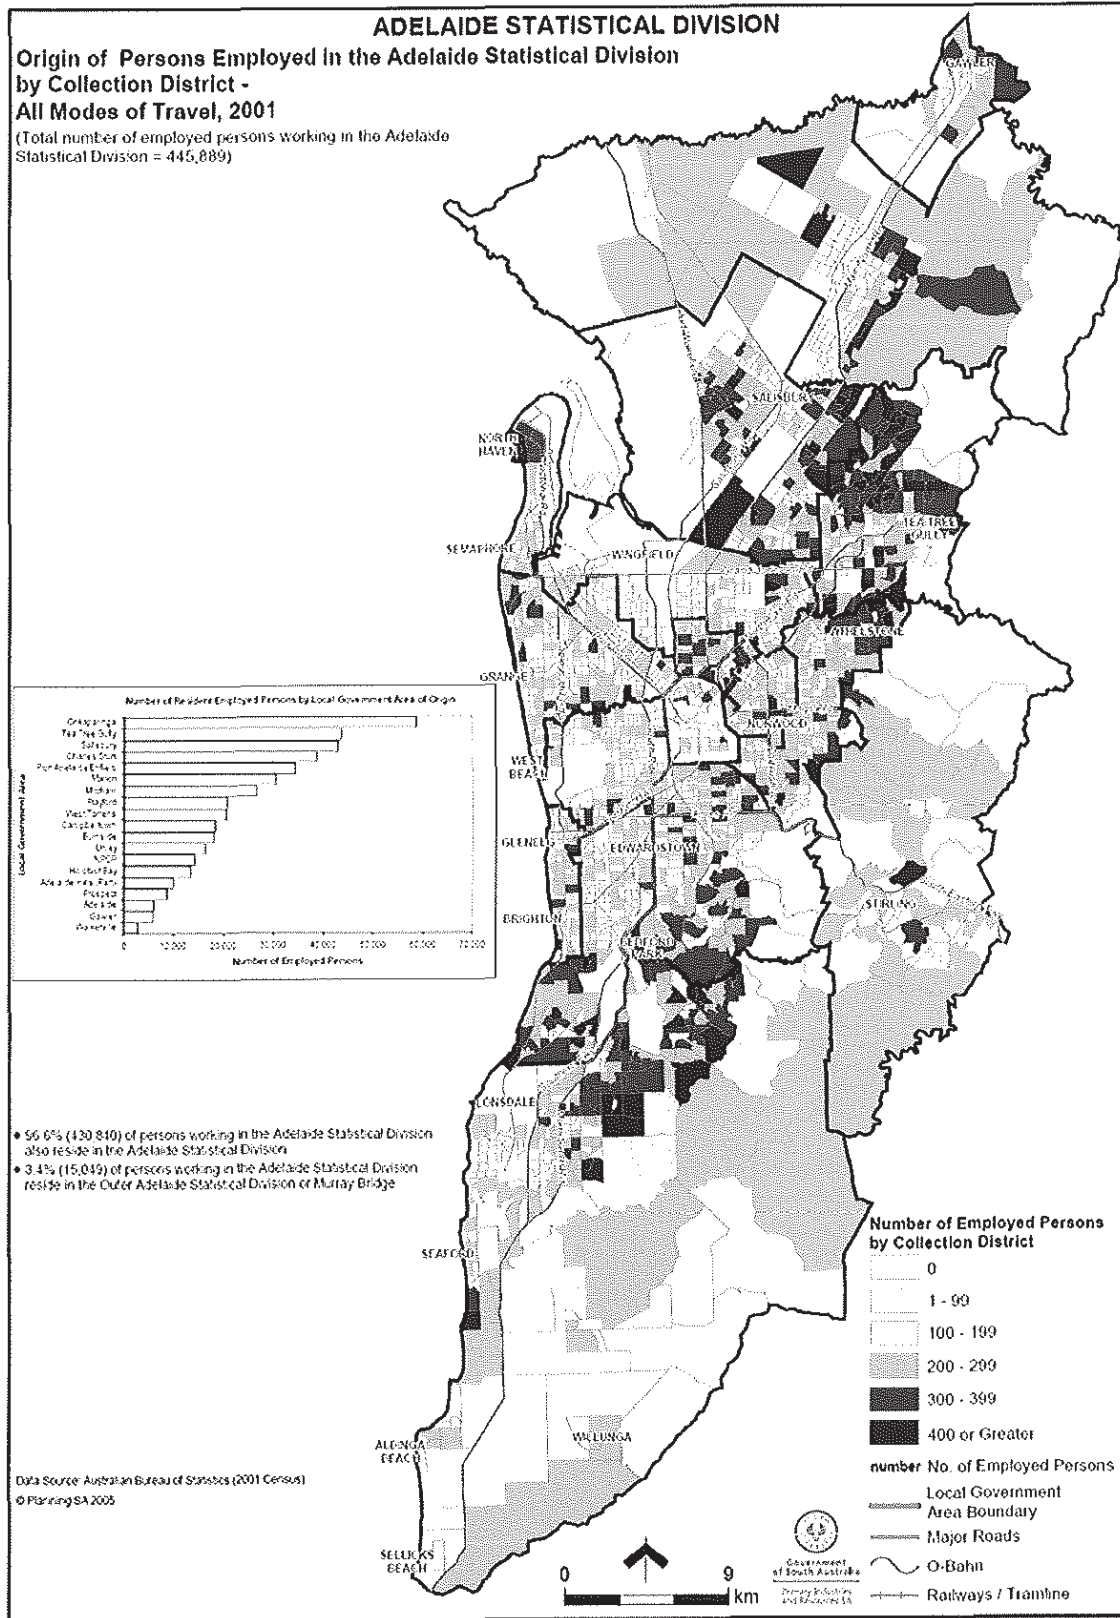 ADELAIDE STATISTICAL DIVISION
Origin of Persons Employed in the Adelaide Statistical Division
by Collection District -
All Modes of Travel, 2001
(Total number of employed persons working in the Adelaide
Statistical Division = 445,889)
GAWLER
SALISBURY
NORTH
HAVEN
TEA TREE
GULLY
SEMAPHORE
WINGFIELD
ATHELSTONE
GRANGE
NORWOOD
WEST
BEACH
GLENELG
EDWARDSTOWN
STIRLING
BRIGHTON
BEDFORD
PARK
LONSDALE
SEAFORD
WILLUNGA
ALDINGA
BEACH
SELLICKS
BEACH
Number of Resident Employed Persons by Local Government Area of Origin
Local Government Area
Onkaparinga
Tea Tree Gully
Salisbury
Charles Sturt
Port Adelaide Enfield
Marion
Mitcham
Playford
West Torrens
Campbelltown
Burnside
Unley
NPSP
Holdfast Bay
Adelaide Hills (Part)
Prospect
Adelaide
Gawler
Walkerville
0 10 000 20 000 30 000 40 000 50 000 60 000 70 000
Number of Employed Persons
• 96.6% (430,840) of persons working in the Adelaide Statistical Division
also reside in the Adelaide Statistical Division
• 3.4% (15,049) of persons working in the Adelaide Statistical Division
reside in the Outer Adelaide Statistical Division or Murray Bridge
Number of Employed Persons
by Collection District
0
1 - 99
100 - 199
200 - 299
300 - 399
400 or Greater
number No. of Employed Persons
Local Government
Area Boundary
Major Roads
O-Bahn
Railways / Tramline
Data Source: Australian Bureau of Statistics (2001 Census)
© Planning SA 2005
0 9
km
Government
of South Australia
Primary Industries
and Resources SA